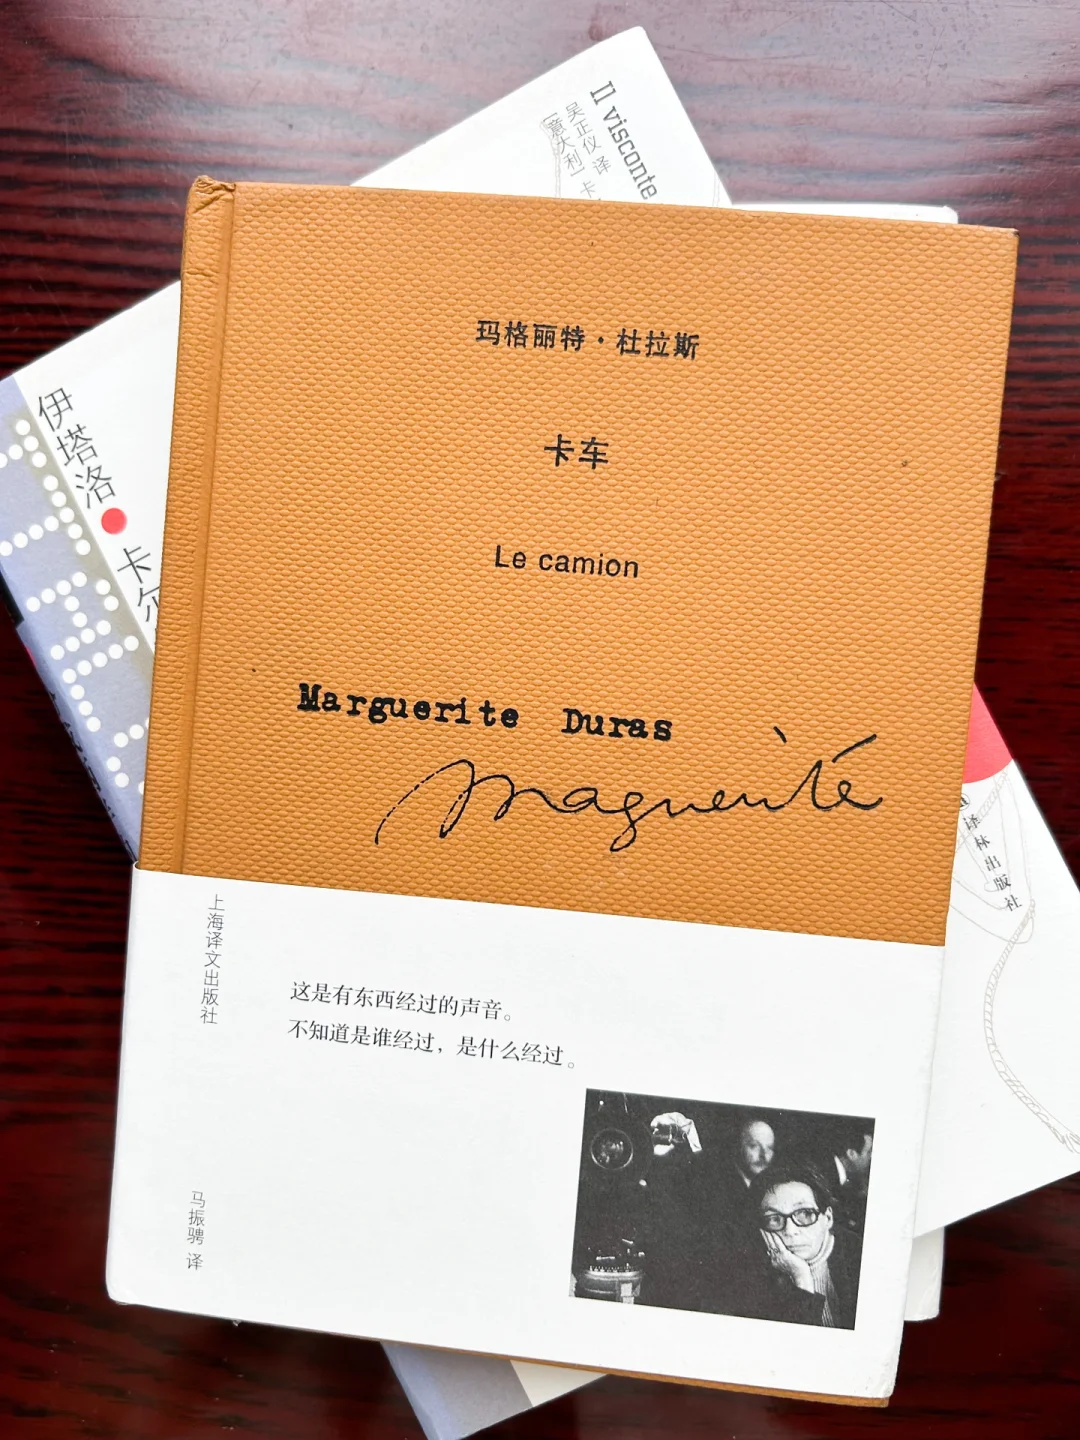 Il visconte
吴正仪 译
［意大利］卡
伊塔洛●卡尔
玛格丽特·杜拉斯
卡车
Le camion
Marguerite Duras
Marguerite
上海译文出版社
这是有东西经过的声音。
不知道是谁经过，是什么经过。
马振骋 译
译林出版社